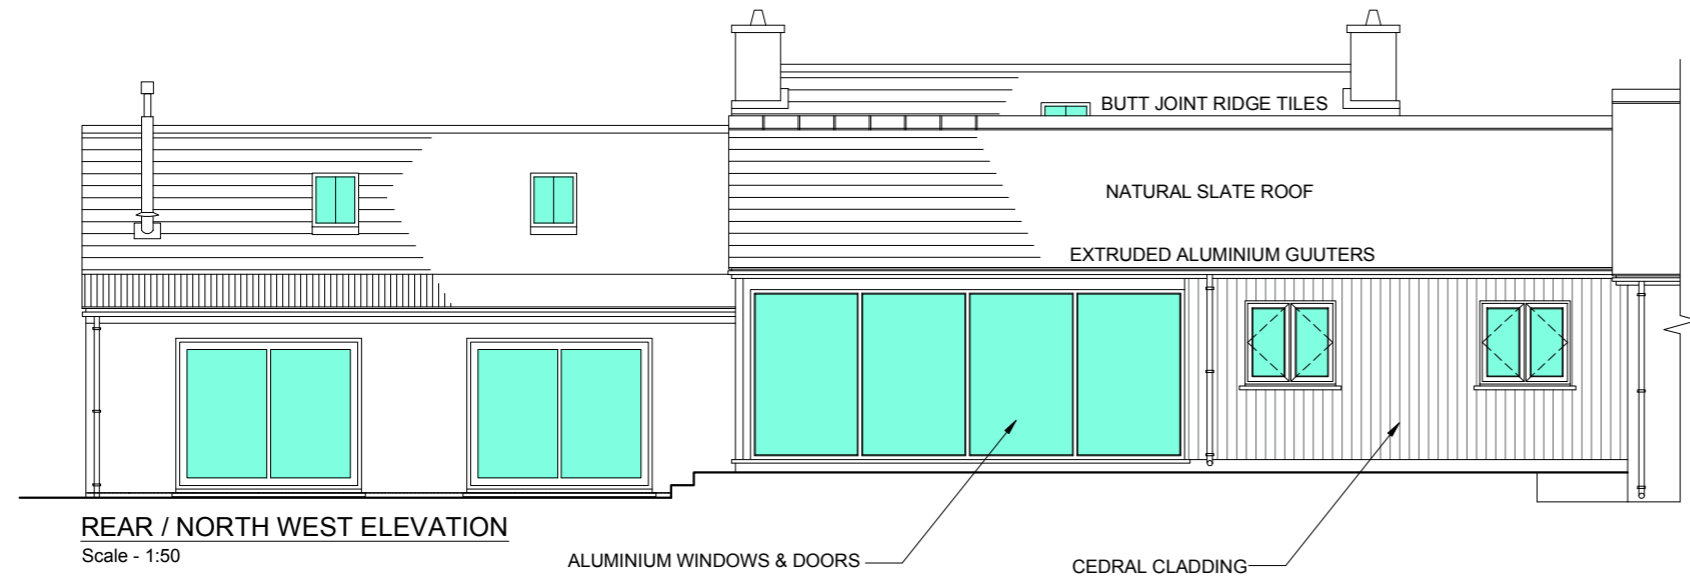 BUTT JOINT RIDGE TILES
NATURAL SLATE ROOF
EXTRUDED ALUMINIUM GUUTERS
REAR / NORTH WEST ELEVATION
Scale - 1:50
ALUMINIUM WINDOWS & DOORS
CEDRAL CLADDING